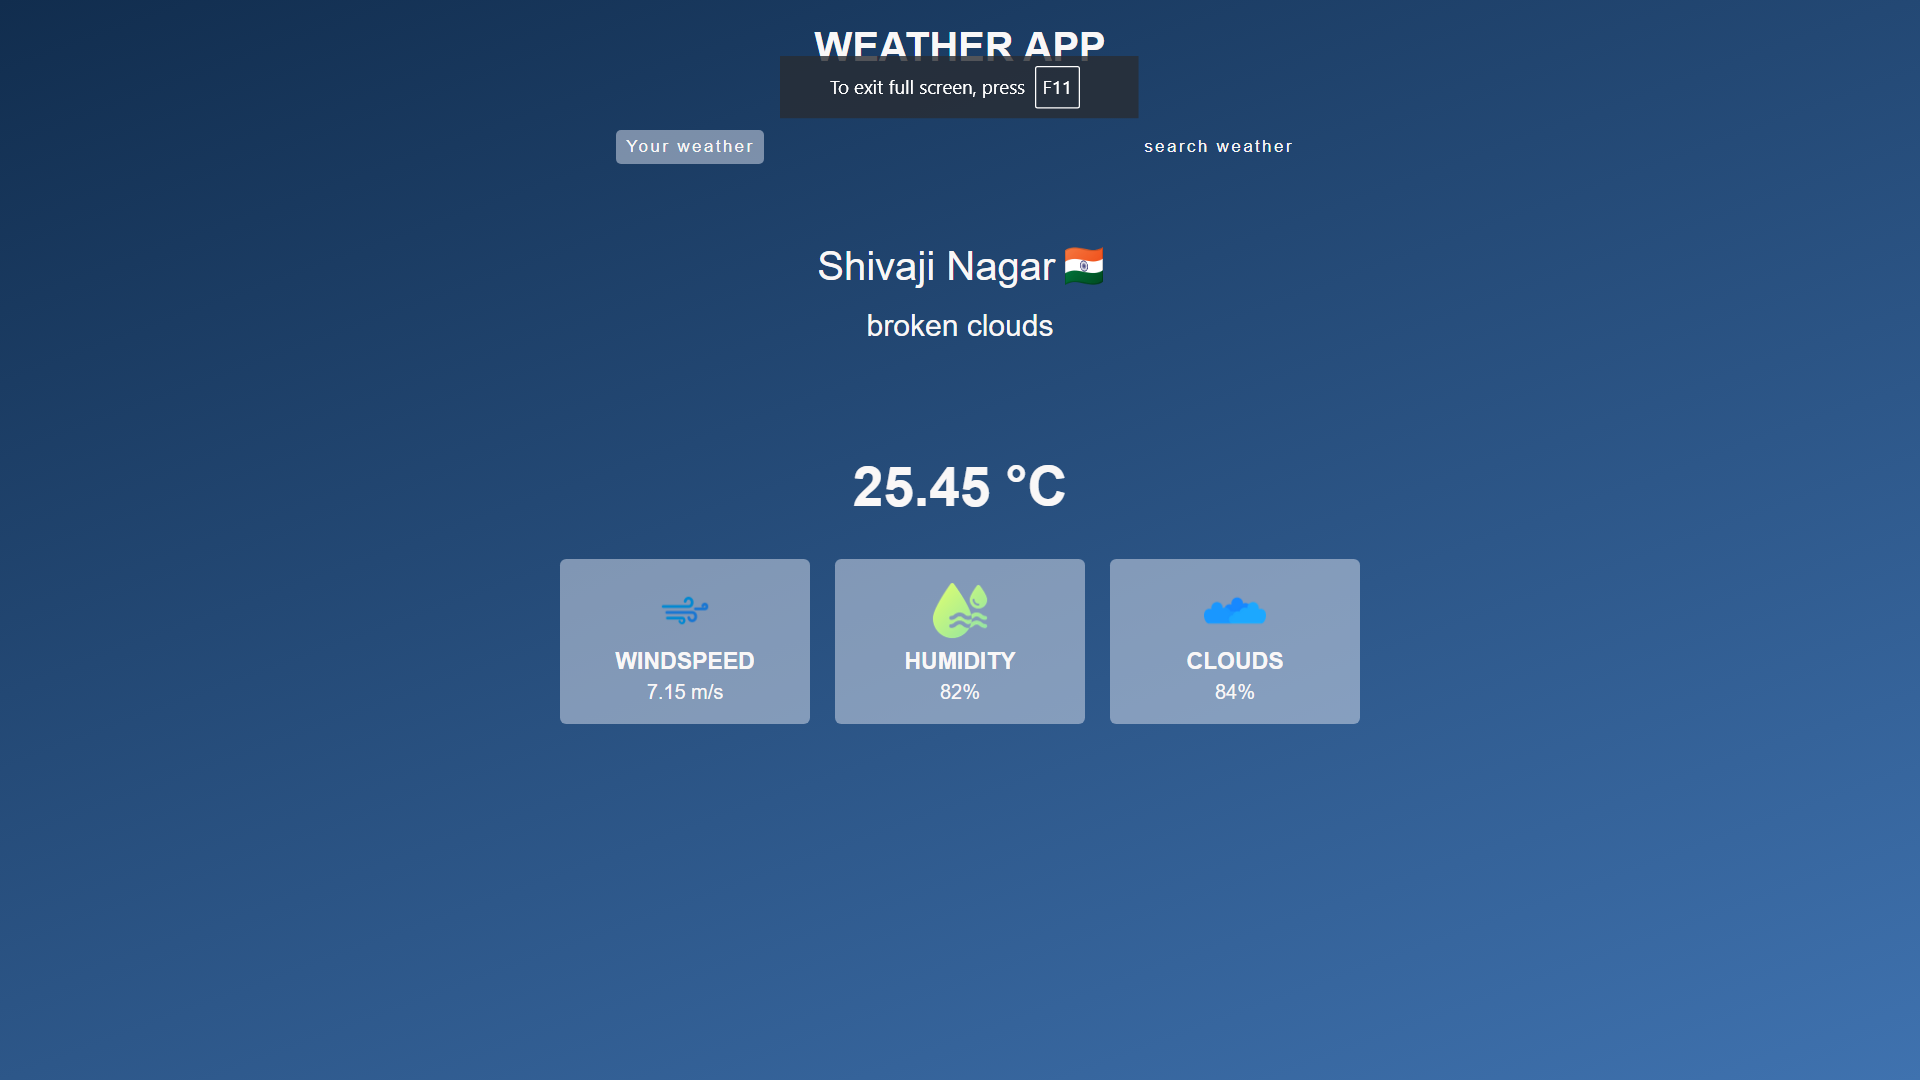 WEATHER APP
To exit full screen, press F11
Your weather
search weather
Shivaji Nagar
broken clouds
25.45 °C
WINDSPEED
7.15 m/s
HUMIDITY
82%
CLOUDS
84%